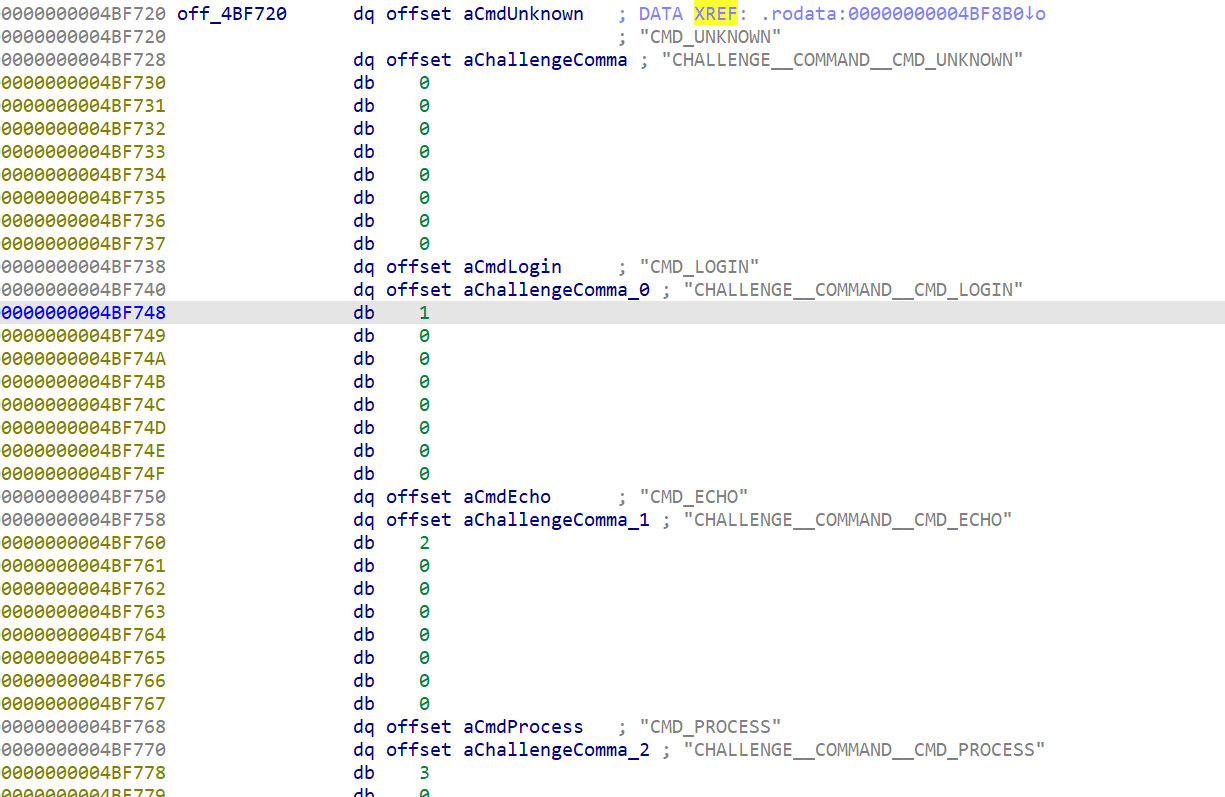 0000000004BF720 off_4BF720 dq offset aCmdUnknown ; DATA XREF: .rodata:00000000004BF8B0↓o
0000000004BF720 ; "CMD_UNKNOWN"
0000000004BF728 dq offset aChallengeComma ; "CHALLENGE__COMMAND__CMD_UNKNOWN"
0000000004BF730 db 0
0000000004BF731 db 0
0000000004BF732 db 0
0000000004BF733 db 0
0000000004BF734 db 0
0000000004BF735 db 0
0000000004BF736 db 0
0000000004BF737 db 0
0000000004BF738 dq offset aCmdLogin ; "CMD_LOGIN"
0000000004BF740 dq offset aChallengeComma_0 ; "CHALLENGE__COMMAND__CMD_LOGIN"
0000000004BF748 db 1
0000000004BF749 db 0
0000000004BF74A db 0
0000000004BF74B db 0
0000000004BF74C db 0
0000000004BF74D db 0
0000000004BF74E db 0
0000000004BF74F db 0
0000000004BF750 dq offset aCmdEcho ; "CMD_ECHO"
0000000004BF758 dq offset aChallengeComma_1 ; "CHALLENGE__COMMAND__CMD_ECHO"
0000000004BF760 db 2
0000000004BF761 db 0
0000000004BF762 db 0
0000000004BF763 db 0
0000000004BF764 db 0
0000000004BF765 db 0
0000000004BF766 db 0
0000000004BF767 db 0
0000000004BF768 dq offset aCmdProcess ; "CMD_PROCESS"
0000000004BF770 dq offset aChallengeComma_2 ; "CHALLENGE__COMMAND__CMD_PROCESS"
0000000004BF778 db 3
0000000004BF779 db 0